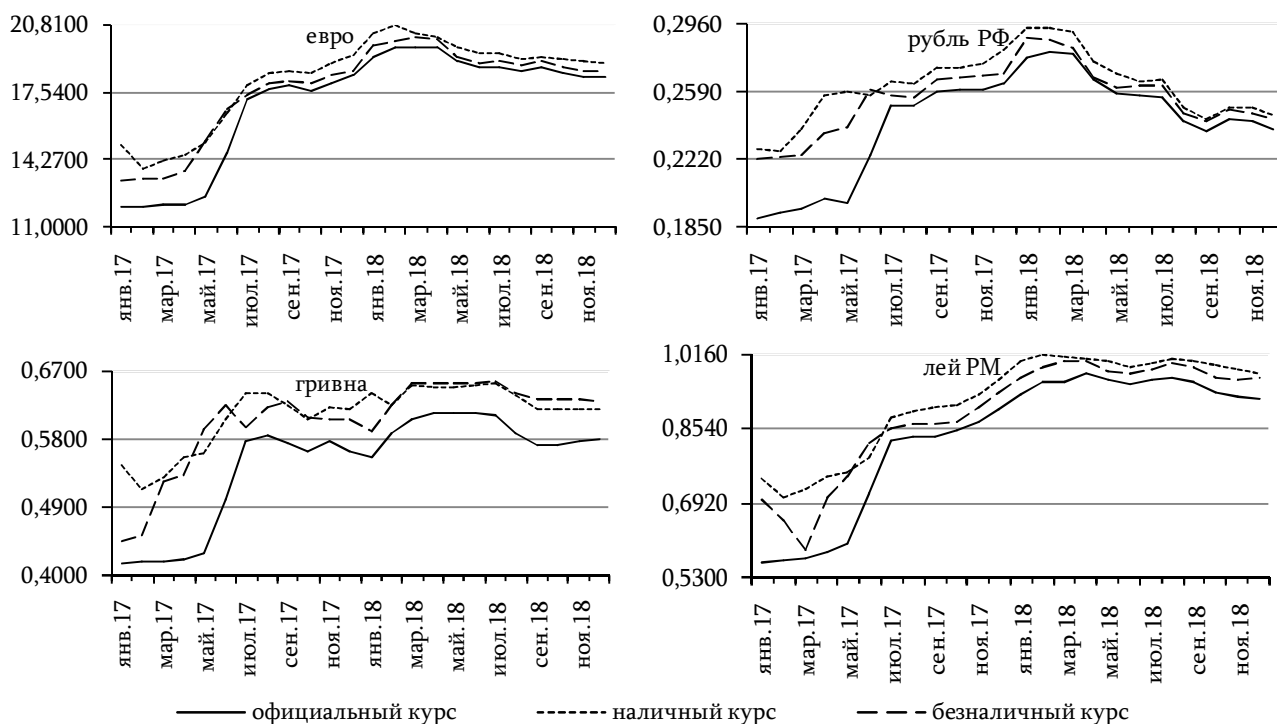 евро
20,8100
17,5400
14,2700
11,0000
янв.17
мар.17
май.17
июл.17
сен.17
ноя.17
янв.18
мар.18
май.18
июл.18
сен.18
ноя.18
рубль РФ
0,2960
0,2590
0,2220
0,1850
янв.17
мар.17
май.17
июл.17
сен.17
ноя.17
янв.18
мар.18
май.18
июл.18
сен.18
ноя.18
гривна
0,6700
0,5800
0,4900
0,4000
янв.17
мар.17
май.17
июл.17
сен.17
ноя.17
янв.18
мар.18
май.18
июл.18
сен.18
ноя.18
лей РМ
1,0160
0,8540
0,6920
0,5300
янв.17
мар.17
май.17
июл.17
сен.17
ноя.17
янв.18
мар.18
май.18
июл.18
сен.18
ноя.18
официальный курс
наличный курс
безналичный курс